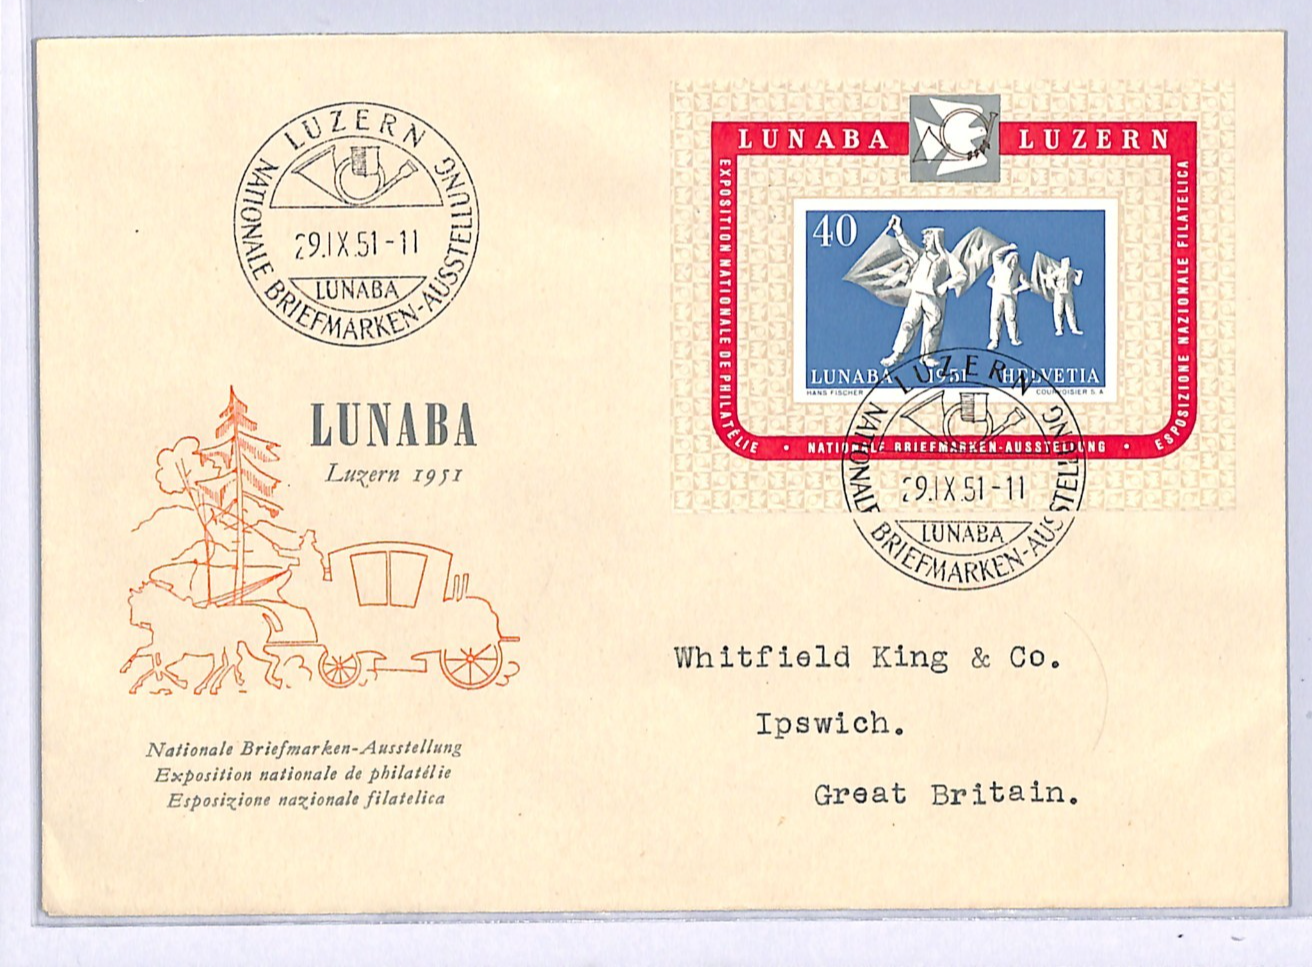 LUZERN
29.IX.51-11
LUNABA
NATIONALE BRIEFMARKEN-AUSSTELLUNG
LUNABA LUZERN
EXPOSITION NATIONALE DE PHILATÉLIE
ESPOSIZIONE NAZIONALE FILATELICA
40
LUNABA 1951 HELVETIA
HANS FISCHER COURVOISIER S.A
• NATIONALE BRIEFMARKEN-AUSSTELLUNG •
LUZERN
29.IX.51-11
LUNABA
NATIONALE BRIEFMARKEN-AUSSTELLUNG
LUNABA
Luzern 1951
Nationale Briefmarken-Ausstellung
Exposition nationale de philatélie
Esposizione nazionale filatelica
Whitfield King & Co.
Ipswich.
Great Britain.